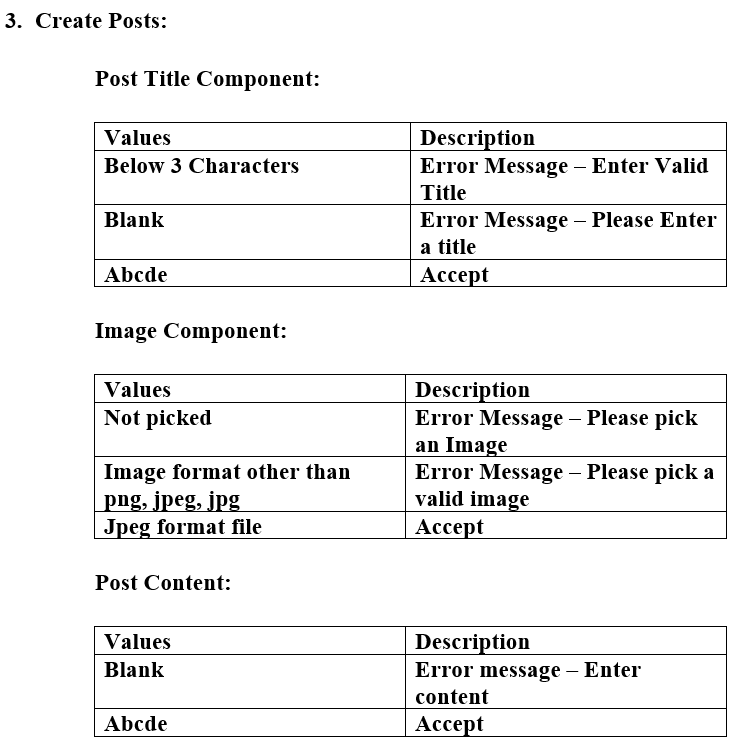 3. Create Posts:
Post Title Component:
Values Description
Below 3 Characters Error Message – Enter Valid
Title
Blank Error Message – Please Enter
a title
Abcde Accept
Image Component:
Values Description
Not picked Error Message – Please pick
an Image
Image format other than Error Message – Please pick a
png, jpeg, jpg valid image
Jpeg format file Accept
Post Content:
Values Description
Blank Error message – Enter
content
Abcde Accept